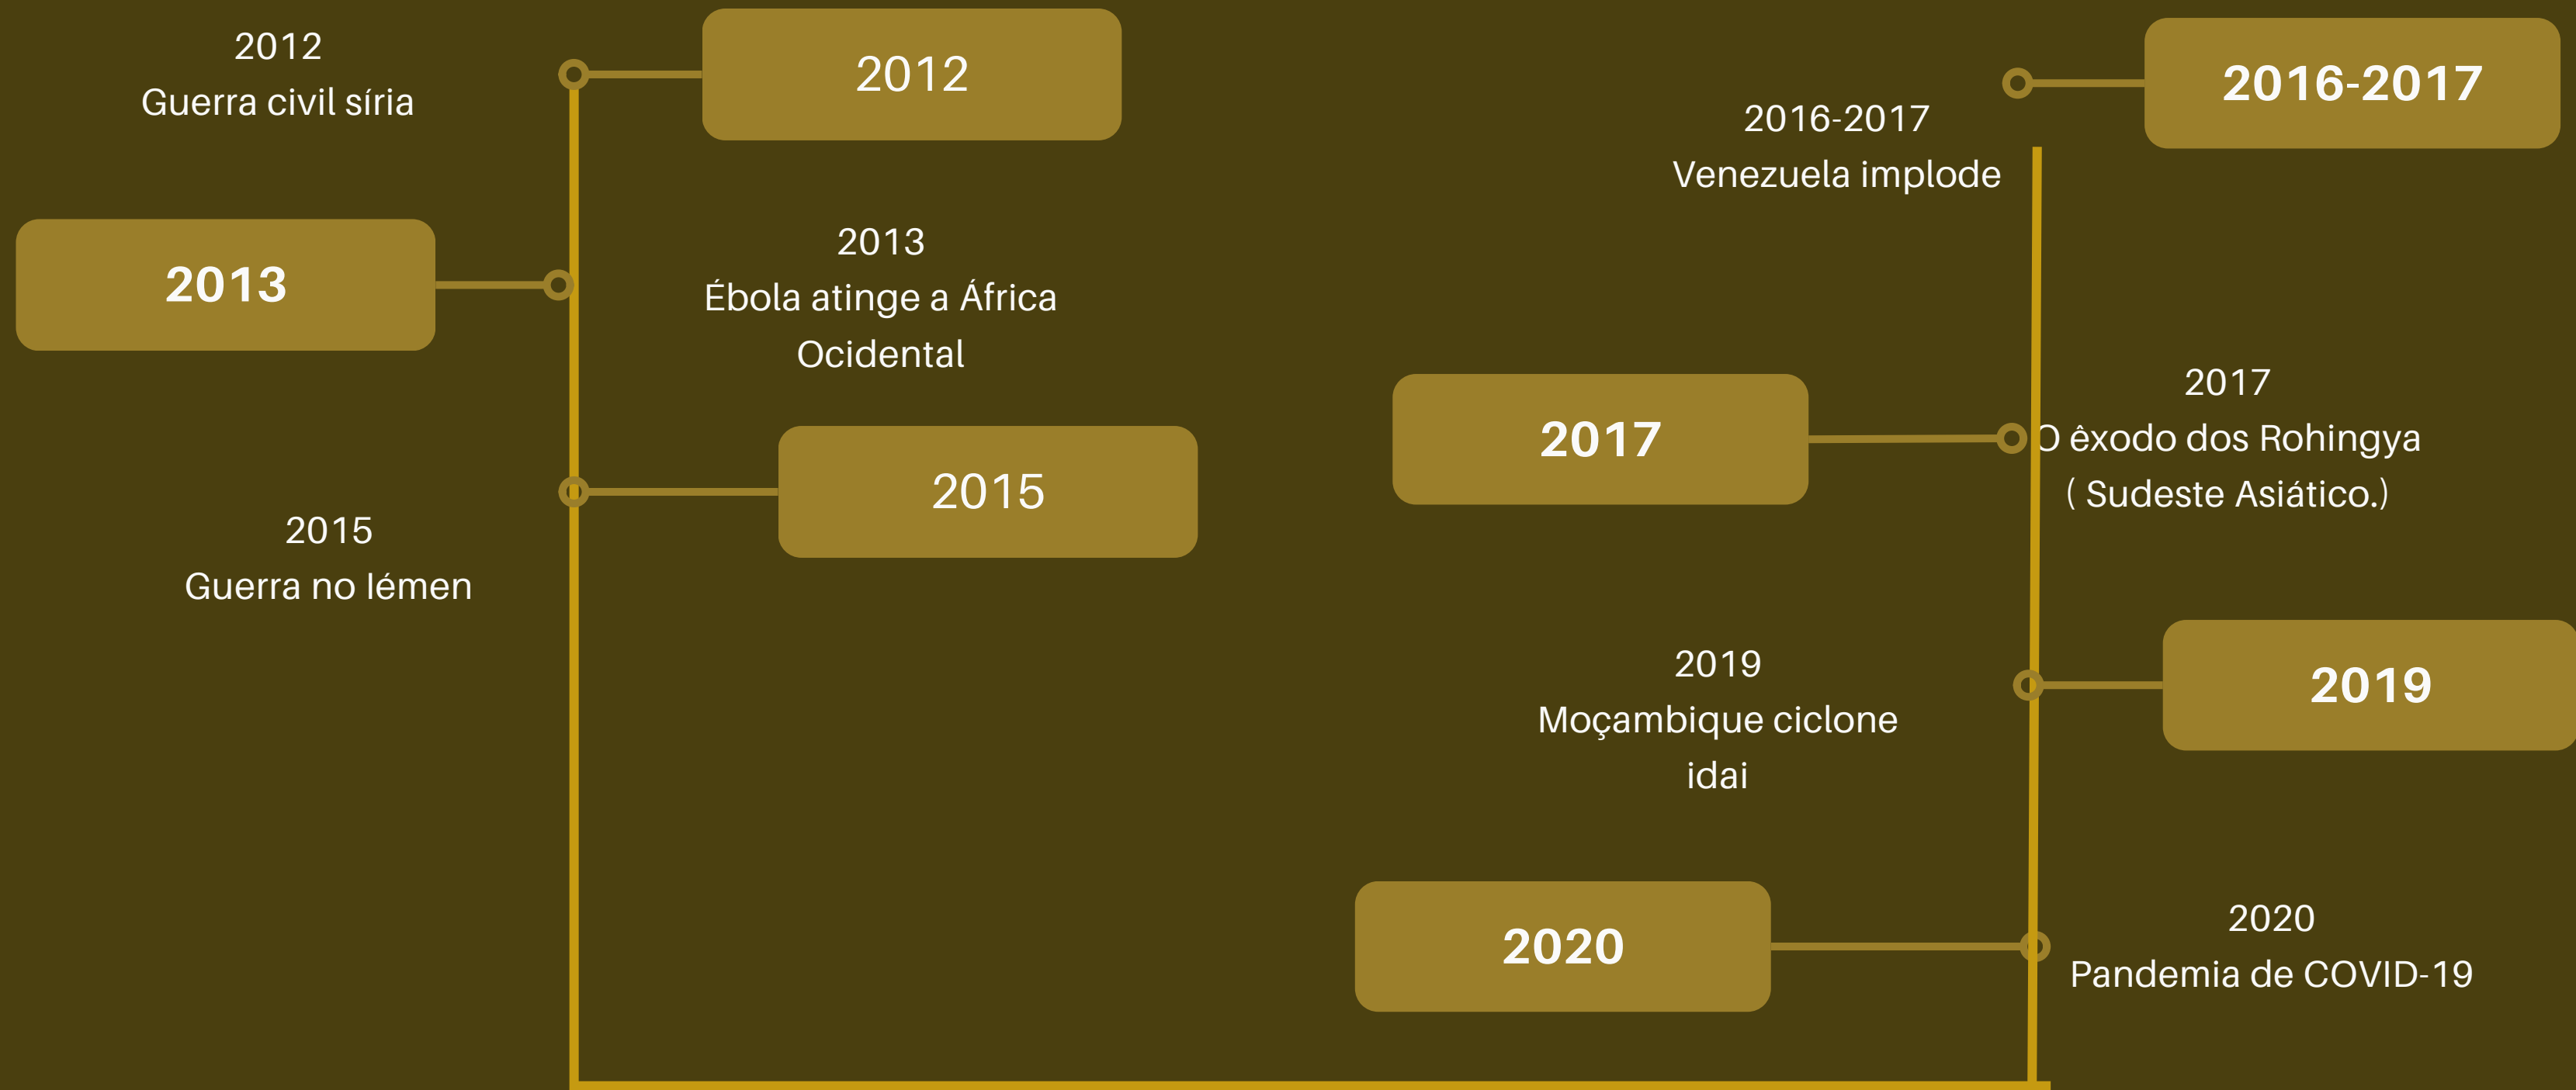 2012
Guerra civil síria
2012
2013
2013
Ébola atinge a África
Ocidental
2015
2015
Guerra no Iémen
2016-2017
2016-2017
Venezuela implode
2017
2017
O êxodo dos Rohingya
( Sudeste Asiático.)
2019
Moçambique ciclone
idai
2019
2020
2020
Pandemia de COVID-19